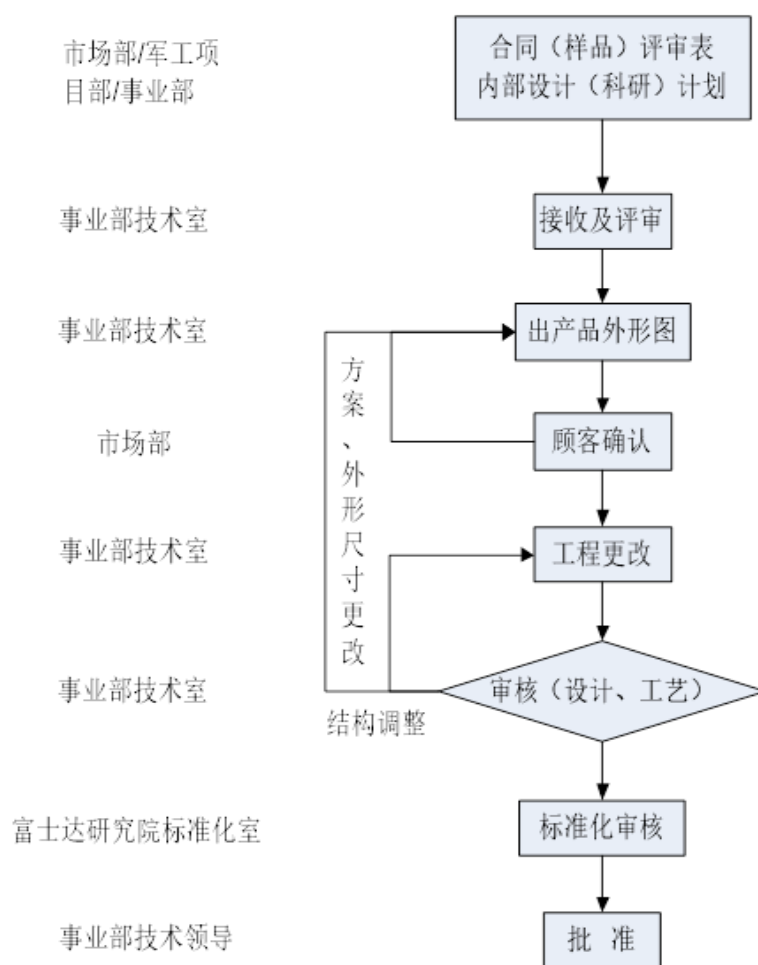 市场部/军工项
目部/事业部
合同（样品）评审表
内部设计（科研）计划
事业部技术室
接收及评审
事业部技术室
出产品外形图
方案、外形尺寸更改
市场部
顾客确认
事业部技术室
工程更改
事业部技术室
审核（设计、工艺）
结构调整
富士达研究院标准化室
标准化审核
事业部技术领导
批 准